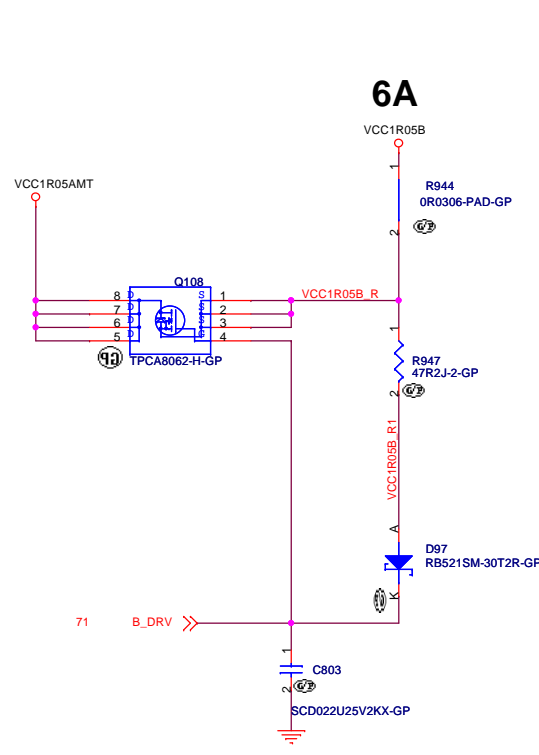 6A
VCC1R05B
1
R944
0R0306-PAD-GP
2
G/P
VCC1R05AMT
Q108
8 D S 1
7 D S 2
6 D S 3
5 D G 4
VCC1R05B_R
GP
TPCA8062-H-GP
1
R947
47R2J-2-GP
2
G/P
VCC1R05B_R1
A
D97
RB521SM-30T2R-GP
K
71 B_DRV
1
C803
2
G/P
SCD022U25V2KX-GP